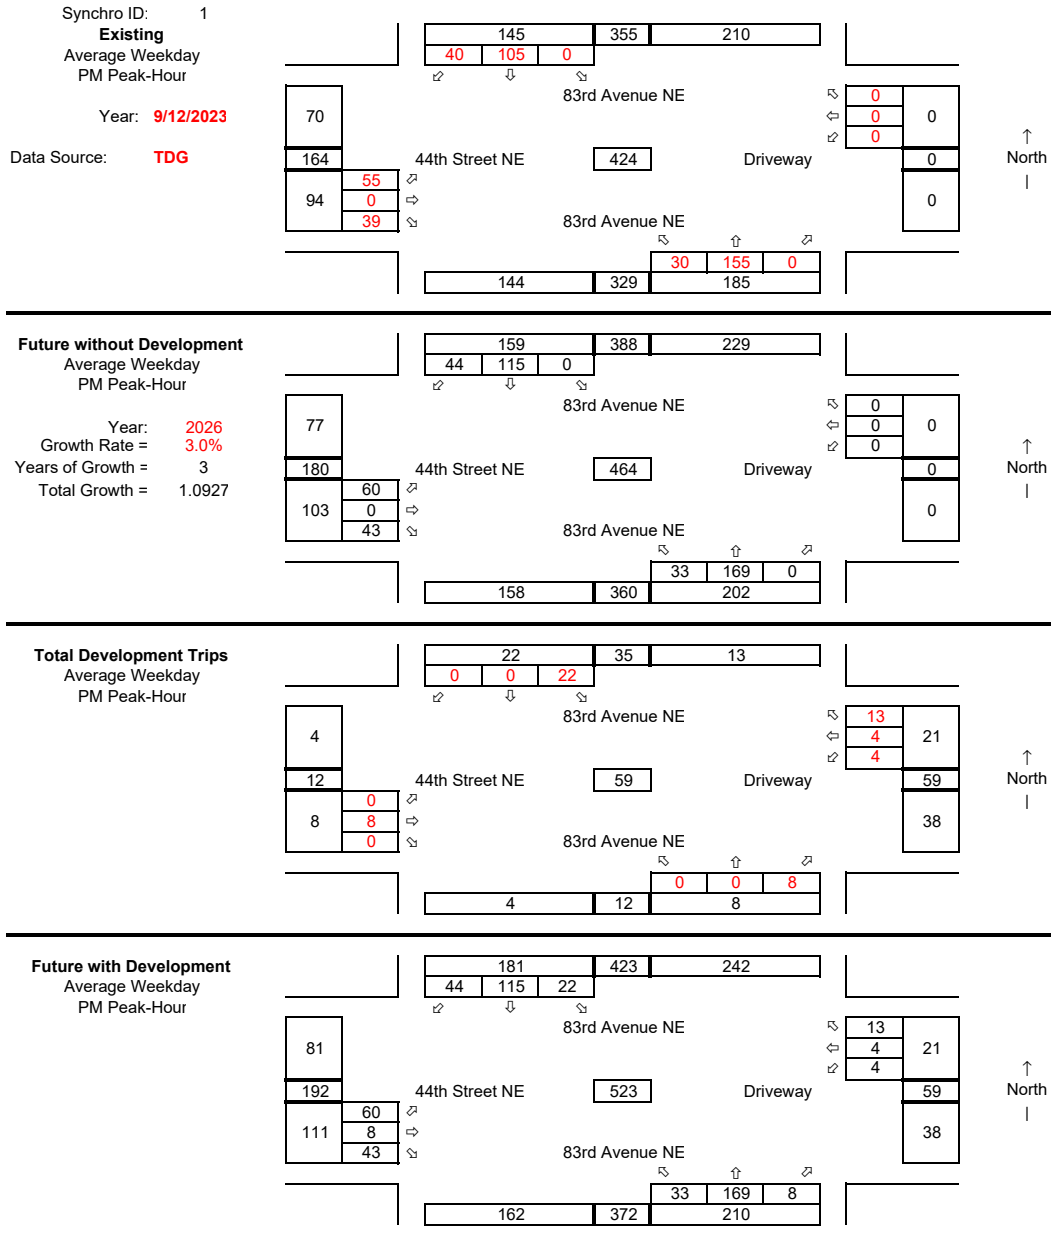 Synchro ID: 1
Existing
Average Weekday
PM Peak-Hour
Year: 9/12/2023
Data Source: TDG
145 355 210
40 105 0
83rd Avenue NE
70
0
0
0
0
164 44th Street NE 424 Driveway 0
94
55
0
39
0
83rd Avenue NE
30 155 0
144 329 185
↑
North
|
Future without Development
Average Weekday
PM Peak-Hour
Year: 2026
Growth Rate = 3.0%
Years of Growth = 3
Total Growth = 1.0927
159 388 229
44 115 0
83rd Avenue NE
77
0
0
0
0
180 44th Street NE 464 Driveway 0
103
60
0
43
0
83rd Avenue NE
33 169 0
158 360 202
↑
North
|
Total Development Trips
Average Weekday
PM Peak-Hour
22 35 13
0 0 22
83rd Avenue NE
4
13
4
4
21
12 44th Street NE 59 Driveway 59
8
0
8
0
38
83rd Avenue NE
0 0 8
4 12 8
↑
North
|
Future with Development
Average Weekday
PM Peak-Hour
181 423 242
44 115 22
83rd Avenue NE
81
13
4
4
21
192 44th Street NE 523 Driveway 59
111
60
8
43
38
83rd Avenue NE
33 169 8
162 372 210
↑
North
|